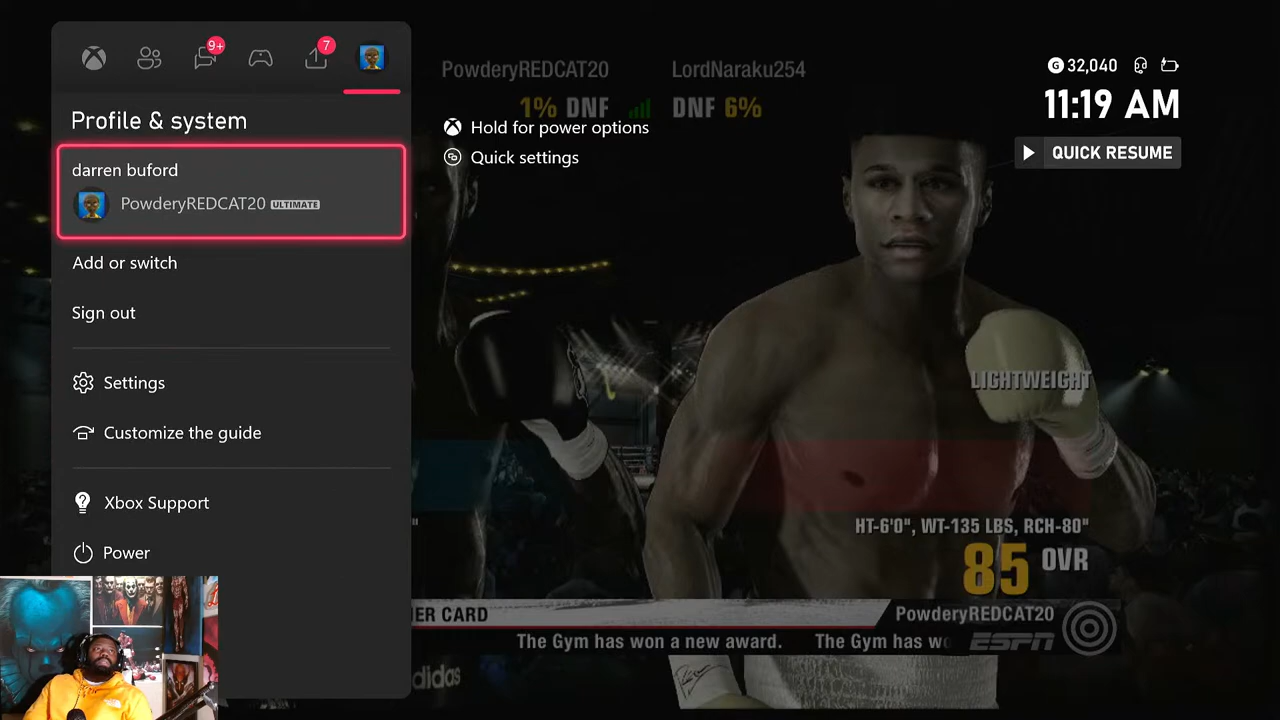 9+
7
Profile & system
darren buford
PowderyREDCAT20 ULTIMATE
Add or switch
Sign out
Settings
Customize the guide
Xbox Support
Power
PowderyREDCAT20
LordNaraku254
1% DNF
DNF 6%
Hold for power options
Quick settings
G 32,040
11:19 AM
QUICK RESUME
LIGHTWEIGHT
HT-6'0", WT-135 LBS, RCH-80"
85 OVR
ER CARD
PowderyREDCAT20
The Gym has won a new award. The Gym has wo
ESPN
adidas